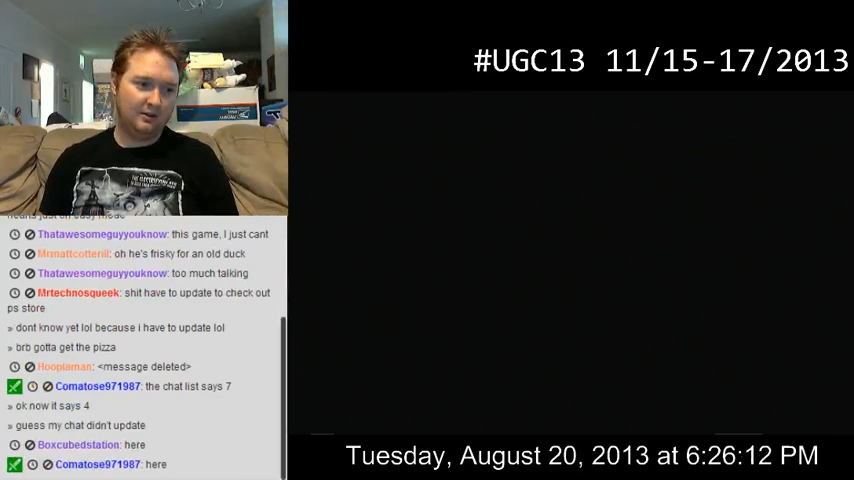 #UGC13 11/15-17/2013
Thatawesomeguyyouknow: this game, I just cant
Mrmattcotterill: oh he's frisky for an old duck
Thatawesomeguyyouknow: too much talking
Mrtechnosqueek: shit have to update to check out
ps store
» dont know yet lol because i have to update lol
» brb gotta get the pizza
Hooplaman: <message deleted>
Comatose971987: the chat list says 7
» ok now it says 4
» guess my chat didn't update
Boxcubedstation: here
Comatose971987: here
Tuesday, August 20, 2013 at 6:26:12 PM